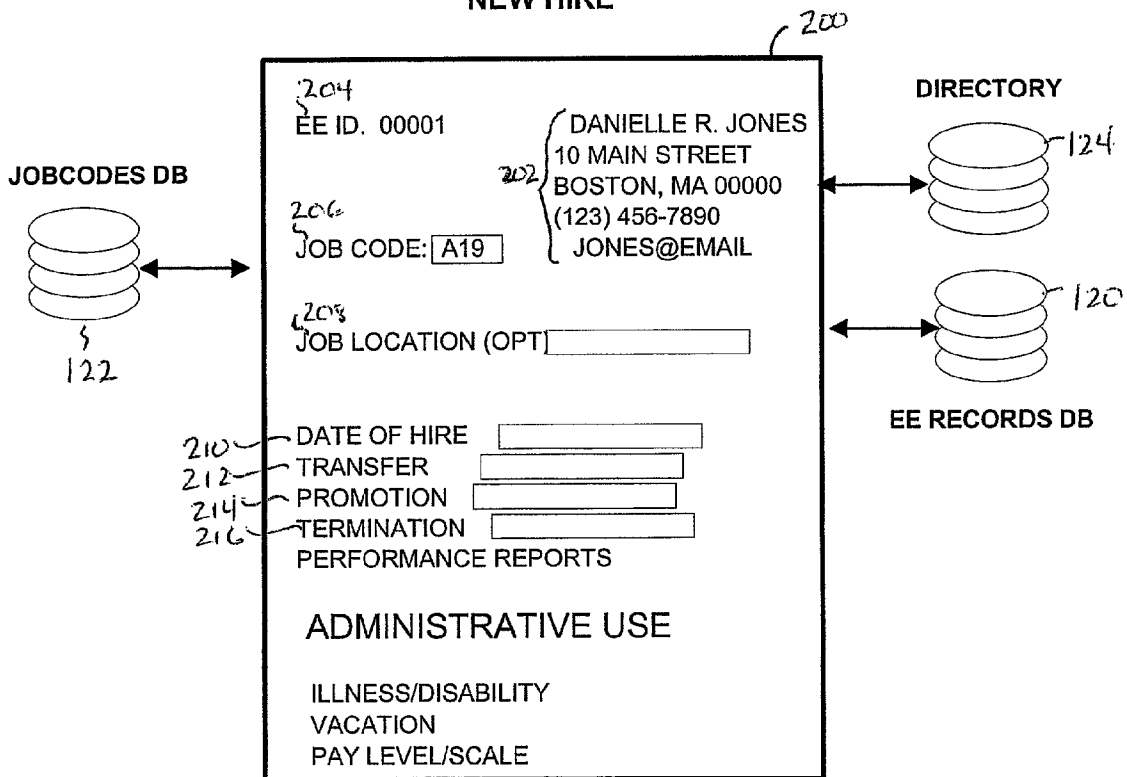 NEW HIRE
200
204
EE ID. 00001
DANIELLE R. JONES
10 MAIN STREET
202
BOSTON, MA 00000
(123) 456-7890
JONES@EMAIL
DIRECTORY
124
JOBCODES DB
122
206
JOB CODE: A19
208
JOB LOCATION (OPT)
120
EE RECORDS DB
210 DATE OF HIRE
212 TRANSFER
214 PROMOTION
216 TERMINATION
PERFORMANCE REPORTS
ADMINISTRATIVE USE
ILLNESS/DISABILITY
VACATION
PAY LEVEL/SCALE